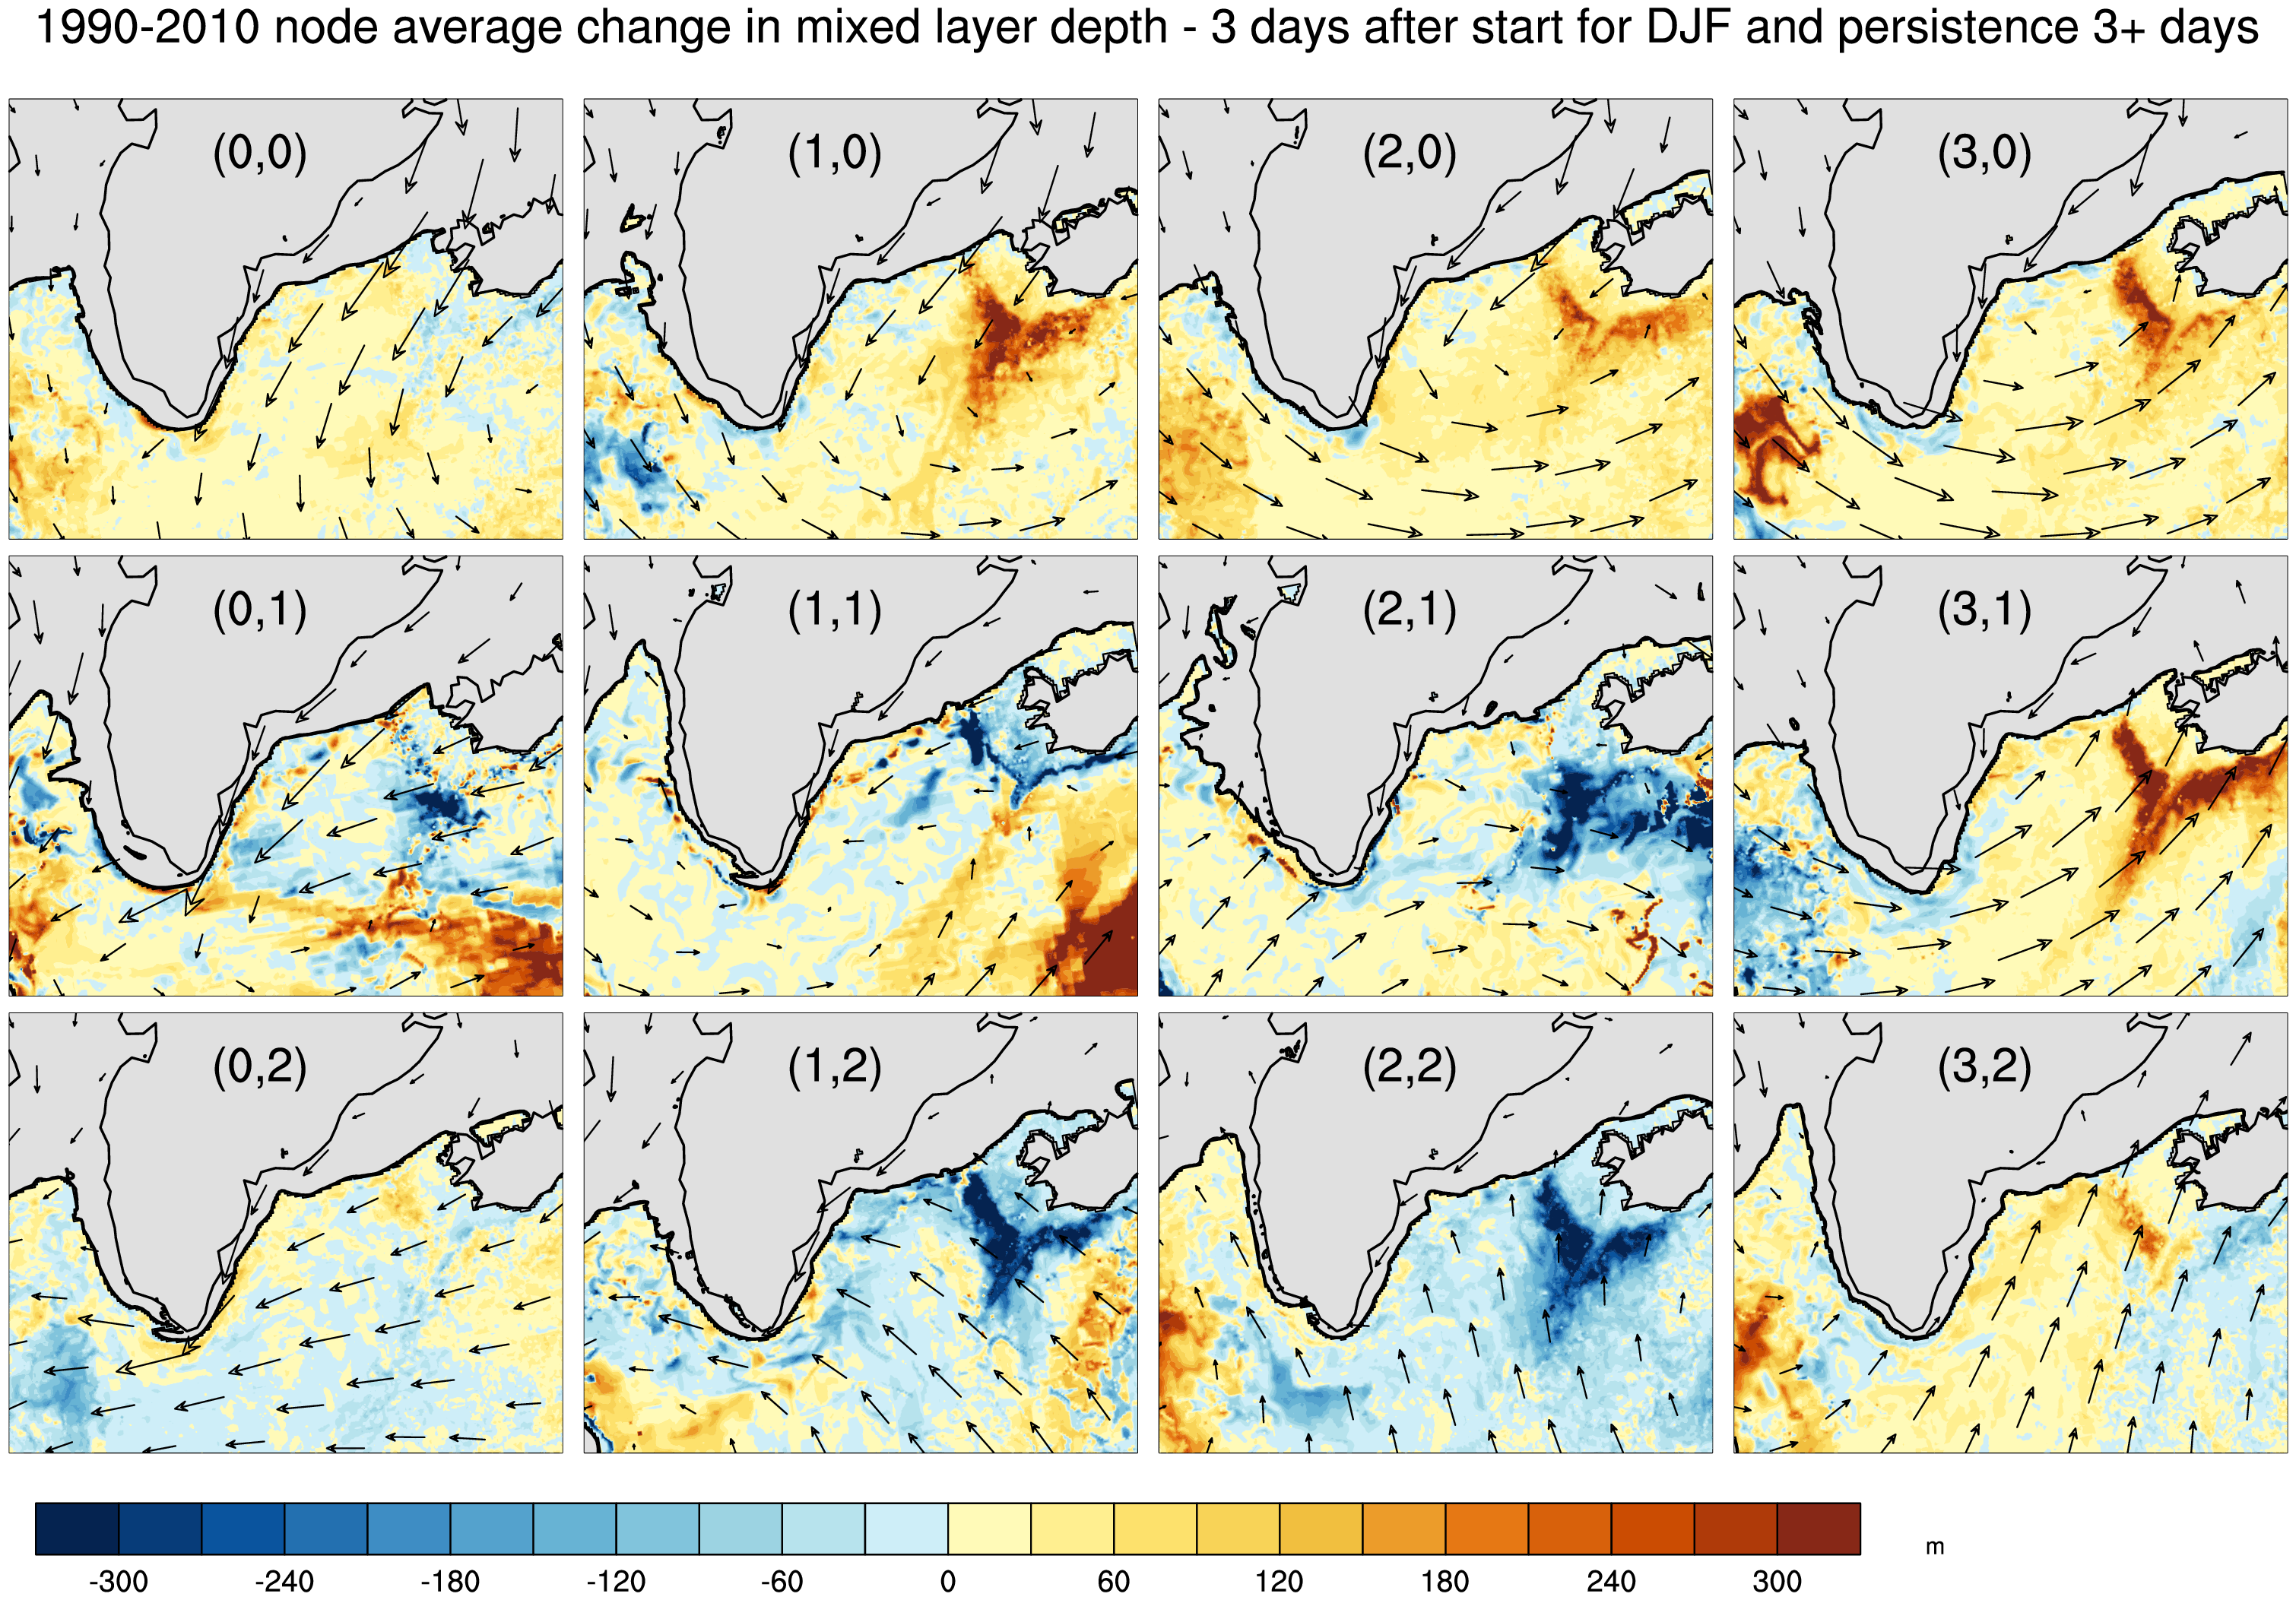 1990-2010 node average change in mixed layer depth - 3 days after start for DJF and persistence 3+ days
(0,0) (1,0) (2,0) (3,0)
(0,1) (1,1) (2,1) (3,1)
(0,2) (1,2) (2,2) (3,2)
m
-300 -240 -180 -120 -60 0 60 120 180 240 300